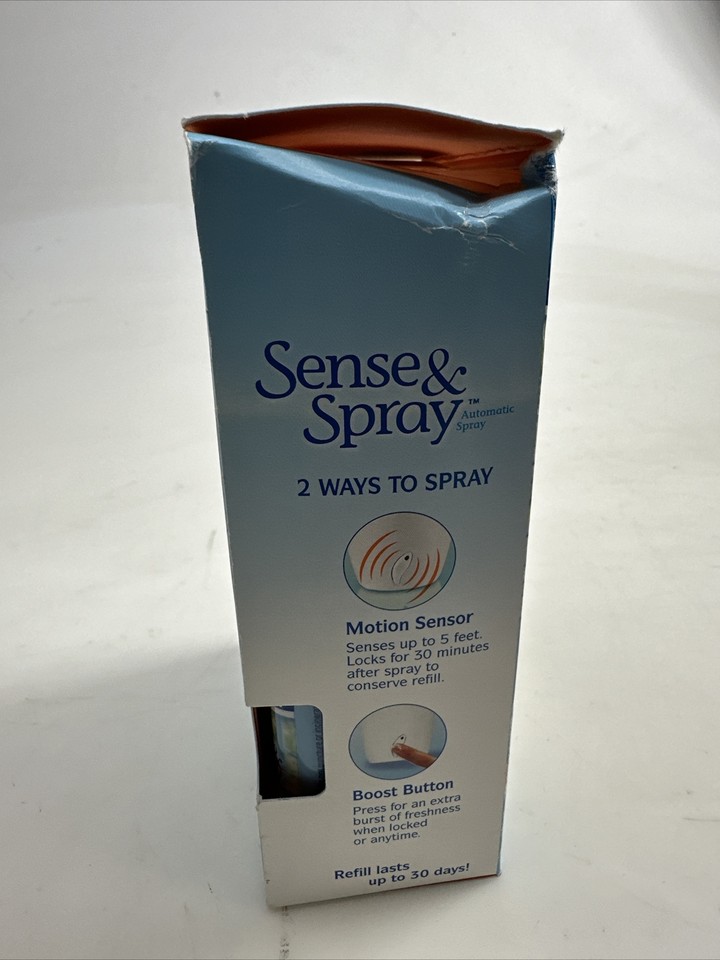 Sense &
Spray™ Automatic
Spray
2 WAYS TO SPRAY
Motion Sensor
Senses up to 5 feet.
Locks for 30 minutes
after spray to
conserve refill.
Boost Button
Press for an extra
burst of freshness
when locked
or anytime.
Refill lasts
up to 30 days!